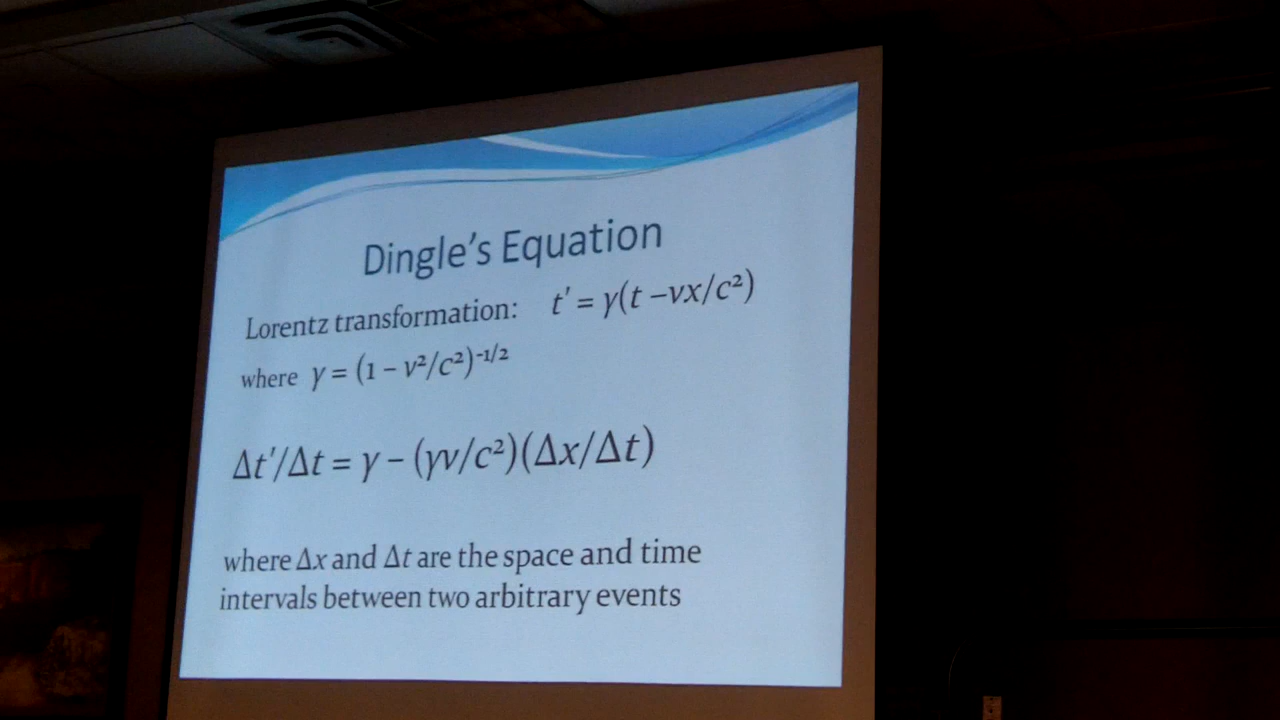 Dingle's Equation
Lorentz transformation: t′ = γ(t –vx/c²)
where γ = (1 – v²/c²)⁻¹/²
Δt′/Δt = γ – (γv/c²)(Δx/Δt)
where Δx and Δt are the space and time
intervals between two arbitrary events